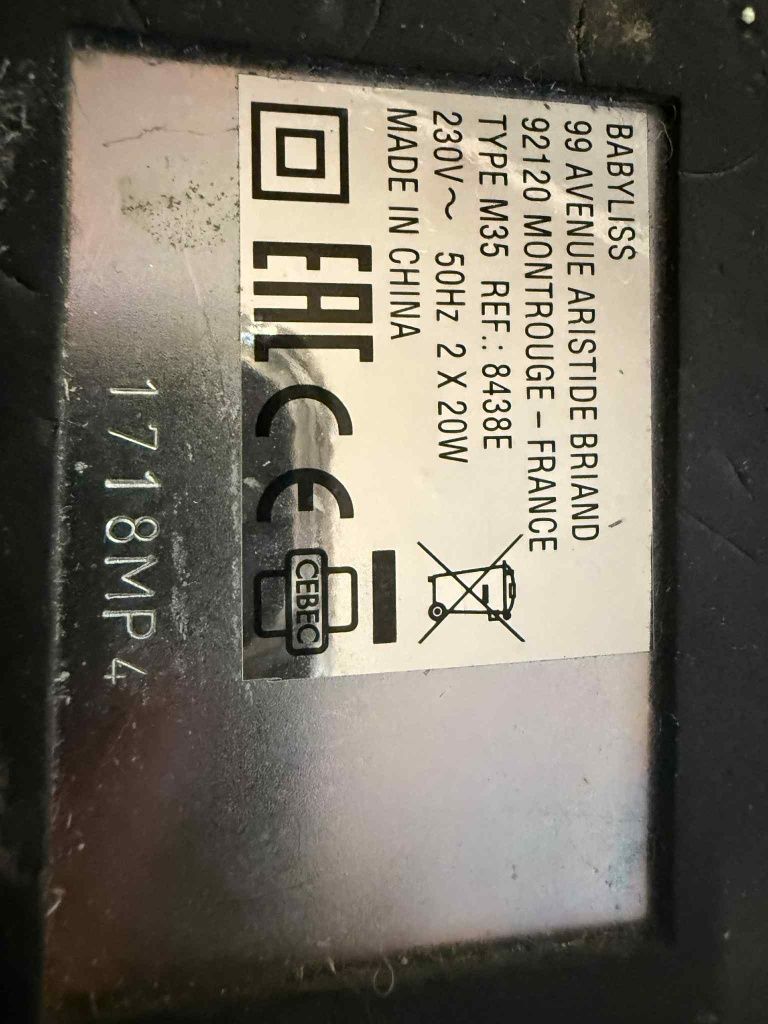 BABYLISS
99 AVENUE ARISTIDE BRIAND
92120 MONTROUGE – FRANCE
TYPE M35 REF.: 8438E
230V~ 50Hz 2 X 20W
MADE IN CHINA
EAC CE CEBEC
1718MP4